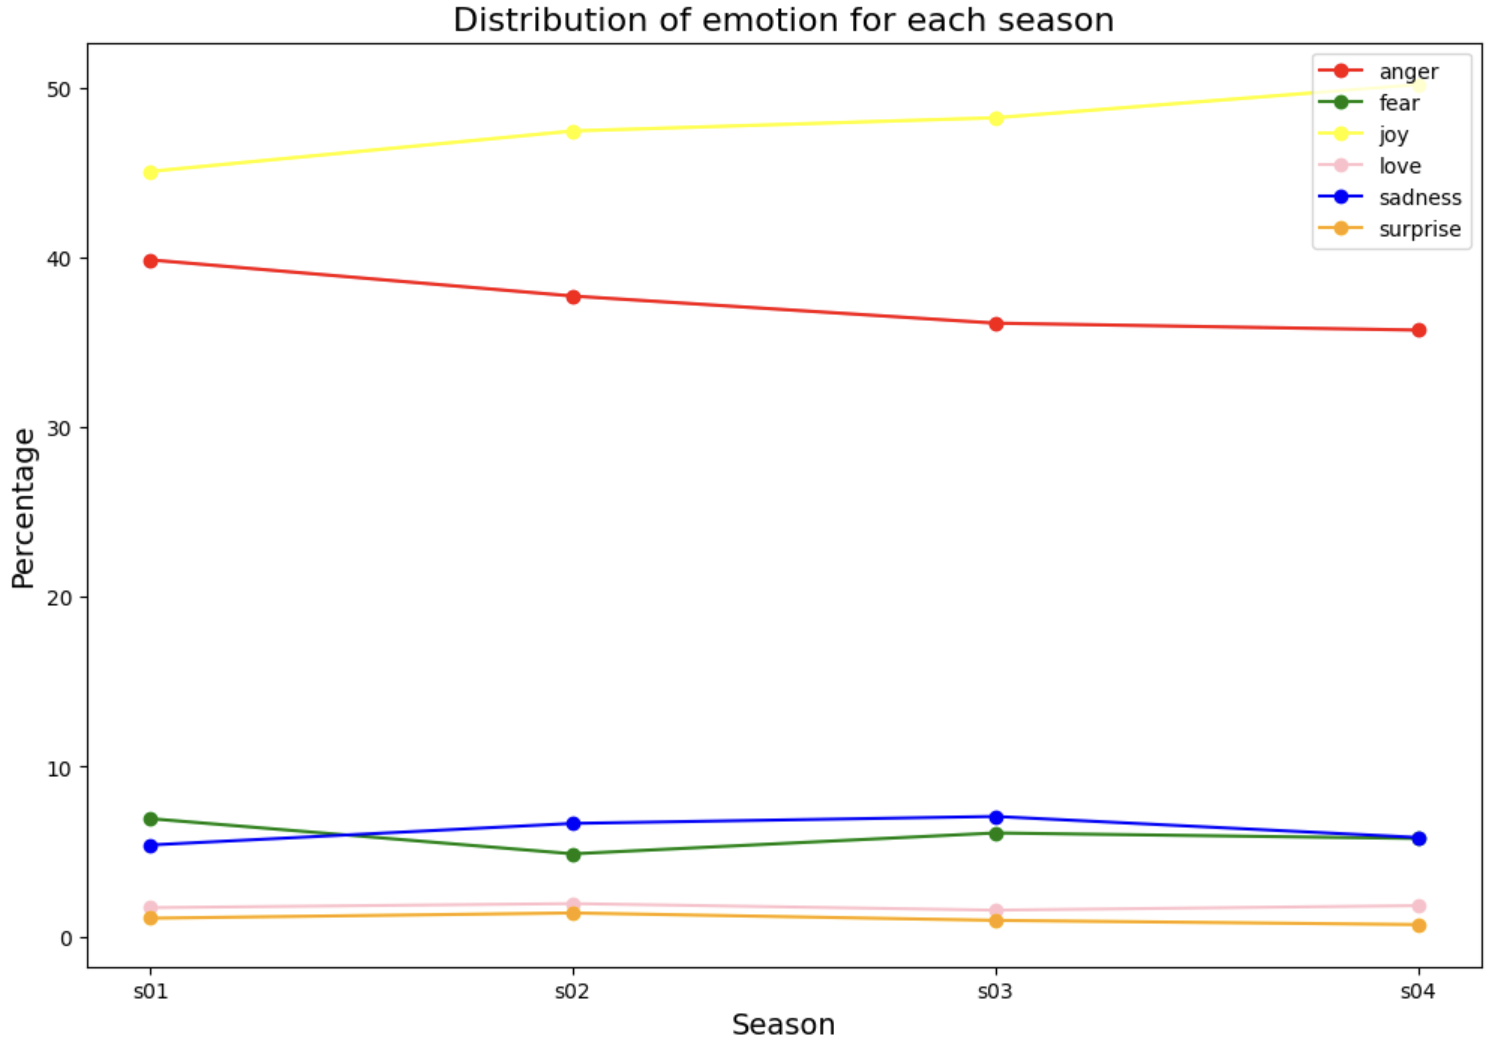 Distribution of emotion for each season
anger
fear
joy
love
sadness
surprise
Percentage
50
40
30
20
10
0
s01 s02 s03 s04
Season